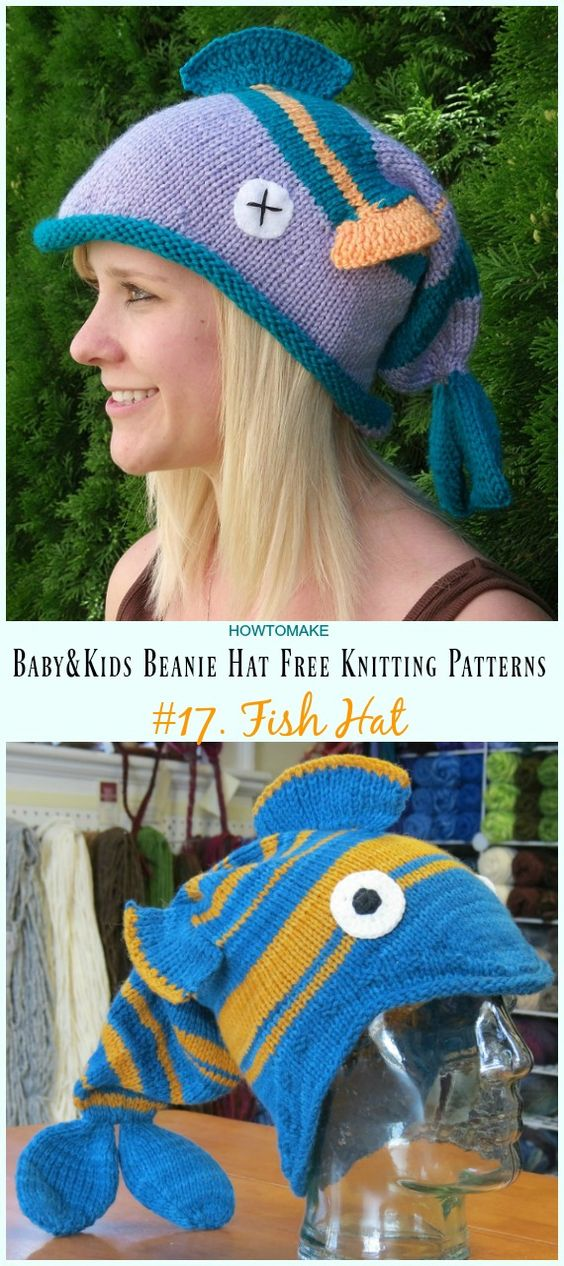 HOWTOMAKE
Baby&Kids Beanie Hat Free Knitting Patterns
#17. Fish Hat